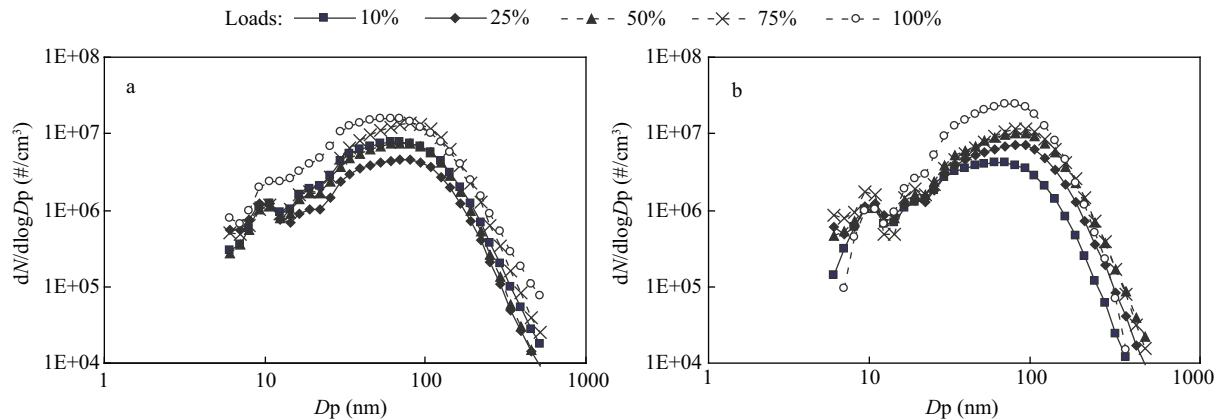 Loads: 10% 25% 50% 75% 100%
a
1E+08
1E+07
1E+06
1E+05
1E+04
dN/dlogDp (#/cm³)
1 10 100 1000
Dp (nm)
b
1E+08
1E+07
1E+06
1E+05
1E+04
dN/dlogDp (#/cm³)
1 10 100 1000
Dp (nm)